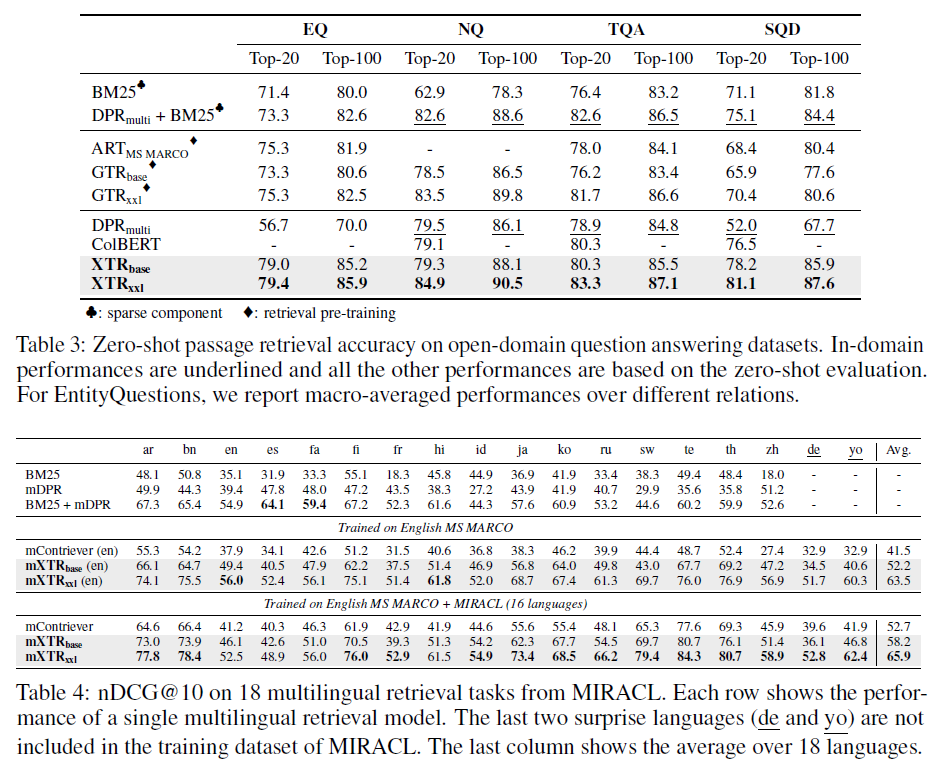 EQ NQ TQA SQD
Top-20 Top-100 Top-20 Top-100 Top-20 Top-100 Top-20 Top-100
BM25♣ 71.4 80.0 62.9 78.3 76.4 83.2 71.1 81.8
DPRmulti + BM25♣ 73.3 82.6 82.6 88.6 82.6 86.5 75.1 84.4
ARTMS MARCO♦ 75.3 81.9 - - 78.0 84.1 68.4 80.4
GTRbase♦ 73.3 80.6 78.5 86.5 76.2 83.4 65.9 77.6
GTRxxl♦ 75.3 82.5 83.5 89.8 81.7 86.6 70.4 80.6
DPRmulti 56.7 70.0 79.5 86.1 78.9 84.8 52.0 67.7
ColBERT - - 79.1 - 80.3 - 76.5 -
XTRbase 79.0 85.2 79.3 88.1 80.3 85.5 78.2 85.9
XTRxxl 79.4 85.9 84.9 90.5 83.3 87.1 81.1 87.6
♣: sparse component ♦: retrieval pre-training
Table 3: Zero-shot passage retrieval accuracy on open-domain question answering datasets. In-domain
performances are underlined and all the other performances are based on the zero-shot evaluation.
For EntityQuestions, we report macro-averaged performances over different relations.
ar bn en es fa fi fr hi id ja ko ru sw te th zh de yo Avg.
BM25 48.1 50.8 35.1 31.9 33.3 55.1 18.3 45.8 44.9 36.9 41.9 33.4 38.3 49.4 48.4 18.0 - - -
mDPR 49.9 44.3 39.4 47.8 48.0 47.2 43.5 38.3 27.2 43.9 41.9 40.7 29.9 35.6 35.8 51.2 - - -
BM25 + mDPR 67.3 65.4 54.9 64.1 59.4 67.2 52.3 61.6 44.3 57.6 60.9 53.2 44.6 60.2 59.9 52.6 - - -
Trained on English MS MARCO
mContriever (en) 55.3 54.2 37.9 34.1 42.6 51.2 31.5 40.6 36.8 38.3 46.2 39.9 44.4 48.7 52.4 27.4 32.9 32.9 41.5
mXTRbase (en) 66.1 64.7 49.4 40.5 47.9 62.2 37.5 51.4 46.9 56.8 64.0 49.8 43.0 67.7 69.2 47.2 34.5 40.6 52.2
mXTRxxl (en) 74.1 75.5 56.0 52.4 56.1 75.1 51.4 61.8 52.0 68.7 67.4 61.3 69.7 76.0 76.9 56.9 51.7 60.3 63.5
Trained on English MS MARCO + MIRACL (16 languages)
mContriever 64.6 66.4 41.2 40.3 46.3 61.9 42.9 41.9 44.6 55.6 55.4 48.1 65.3 77.6 69.3 45.9 39.6 41.9 52.7
mXTRbase 73.0 73.9 46.1 42.6 51.0 70.5 39.3 51.3 54.2 62.3 67.7 54.5 69.7 80.7 76.1 51.4 36.1 46.8 58.2
mXTRxxl 77.8 78.4 52.5 48.9 56.0 76.0 52.9 61.5 54.9 73.4 68.5 66.2 79.4 84.3 80.7 58.9 52.8 62.4 65.9
Table 4: nDCG@10 on 18 multilingual retrieval tasks from MIRACL. Each row shows the perfor-
mance of a single multilingual retrieval model. The last two surprise languages (de and yo) are not
included in the training dataset of MIRACL. The last column shows the average over 18 languages.